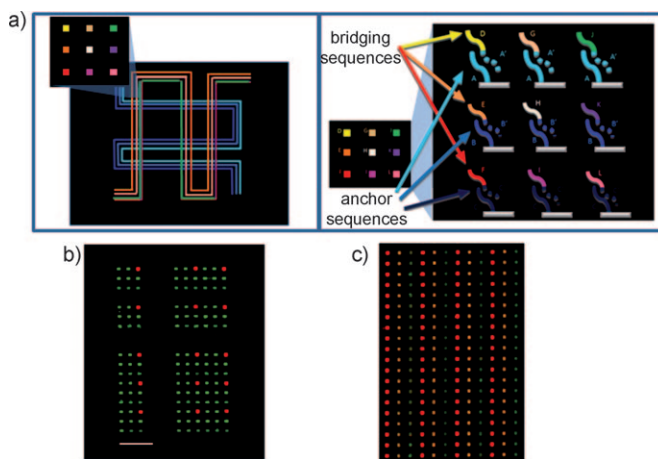 a)
bridging
sequences
anchor
sequences
D G J
A' A' A'
A A A
E H K
B' B' B'
B B B
F I L
D G
E H
b)
c)